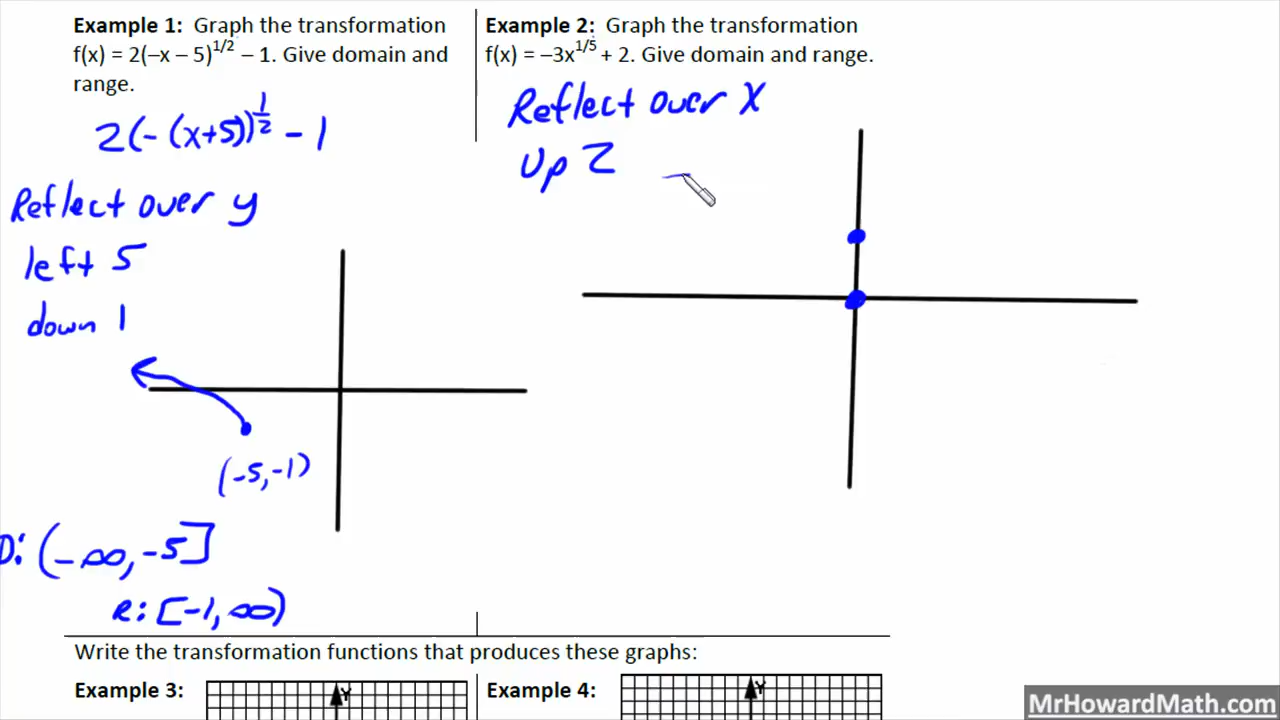 Example 1: Graph the transformation
f(x) = 2(–x – 5)^1/2 – 1. Give domain and
range.
2(-(x+5))^1/2 - 1
Reflect over y
left 5
down 1
(-5,-1)
D: (-∞, -5]
R: [-1, ∞)
Example 2: Graph the transformation
f(x) = –3x^1/5 + 2. Give domain and range.
Reflect over X
Up 2
Write the transformation functions that produces these graphs:
Example 3:
Y
Example 4:
Y
MrHowardMath.com